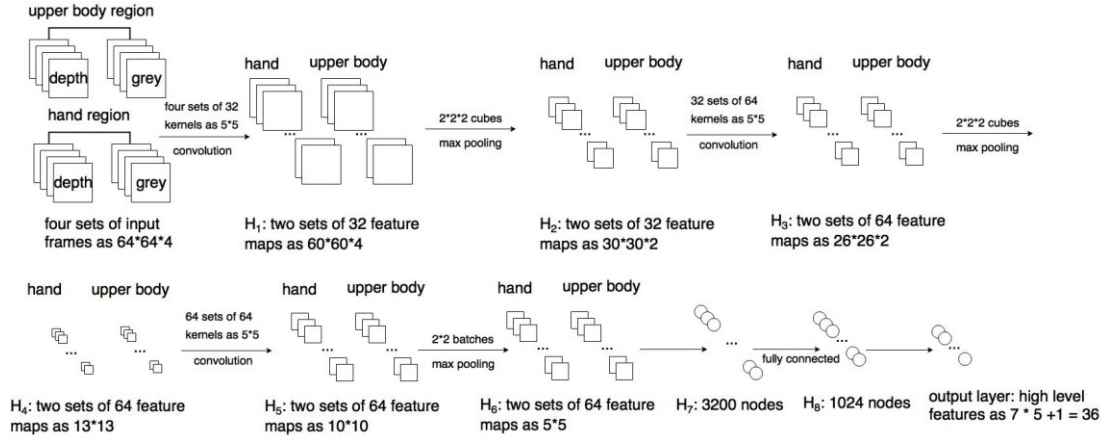 upper body region
depth
grey
hand region
depth
grey
four sets of input
frames as 64*64*4
four sets of 32
kernels as 5*5
convolution
hand
upper body
...
...
H₁: two sets of 32 feature
maps as 60*60*4
2*2*2 cubes
max pooling
hand
upper body
...
...
H₂: two sets of 32 feature
maps as 30*30*2
32 sets of 64
kernels as 5*5
convolution
hand
upper body
...
...
H₃: two sets of 64 feature
maps as 26*26*2
2*2*2 cubes
max pooling
hand
upper body
...
...
H₄: two sets of 64 feature
maps as 13*13
64 sets of 64
kernels as 5*5
convolution
hand
upper body
...
...
H₅: two sets of 64 feature
maps as 10*10
2*2 batches
max pooling
hand
upper body
...
...
H₆: two sets of 64 feature
maps as 5*5
...
H₇: 3200 nodes
fully connected
...
H₈: 1024 nodes
...
output layer: high level
features as 7 * 5 +1 = 36